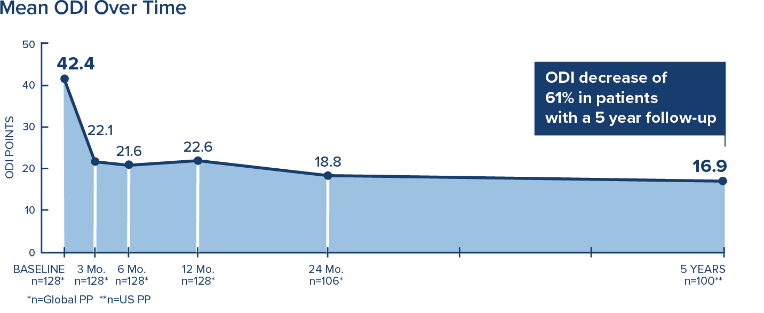 Mean ODI Over Time
50
40
30
20
10
0
ODI POINTS
42.4
22.1
21.6
22.6
18.8
16.9
ODI decrease of
61% in patients
with a 5 year follow-up
BASELINE 3 Mo. 6 Mo. 12 Mo. 24 Mo. 5 YEARS
n=128* n=128* n=128* n=128* n=106* n=100**
*n=Global PP **n=US PP